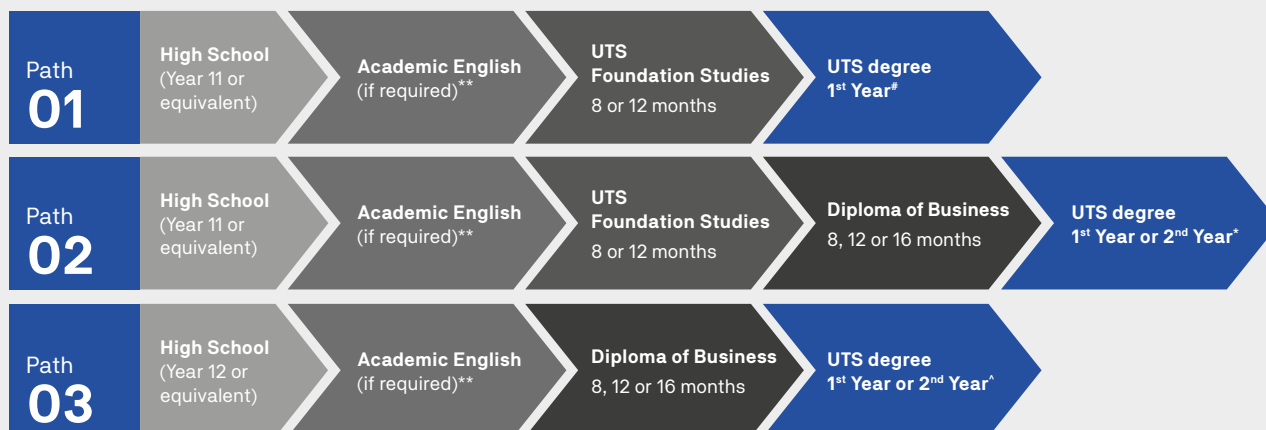 Path
01
High School
(Year 11 or
equivalent)
Academic English
(if required)**
UTS
Foundation Studies
8 or 12 months
UTS degree
1st Year#
Path
02
High School
(Year 11 or
equivalent)
Academic English
(if required)**
UTS
Foundation Studies
8 or 12 months
Diploma of Business
8, 12 or 16 months
UTS degree
1st Year or 2nd Year*
Path
03
High School
(Year 12 or
equivalent)
Academic English
(if required)**
Diploma of Business
8, 12 or 16 months
UTS degree
1st Year or 2nd Year^